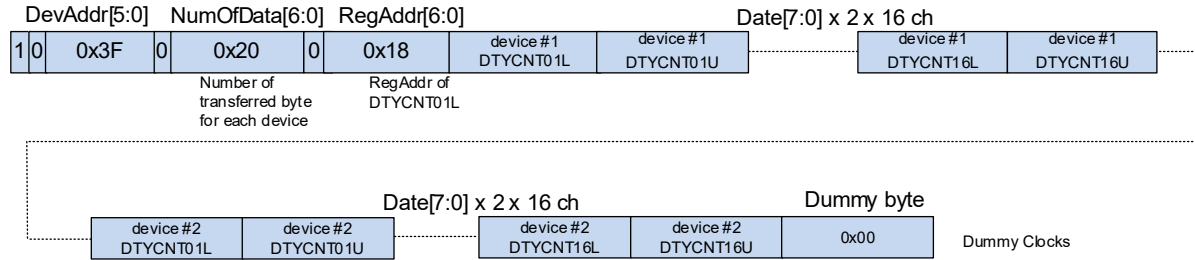 DevAddr[5:0] NumOfData[6:0] RegAddr[6:0] Date[7:0] x 2 x 16 ch
1 0 0x3F 0 0x20 0 0x18 device #1 DTYCNT01L device #1 DTYCNT01U device #1 DTYCNT16L device #1 DTYCNT16U
Number of transferred byte for each device
RegAddr of DTYCNT01L
Date[7:0] x 2 x 16 ch Dummy byte
device #2 DTYCNT01L device #2 DTYCNT01U device #2 DTYCNT16L device #2 DTYCNT16U 0x00 Dummy Clocks